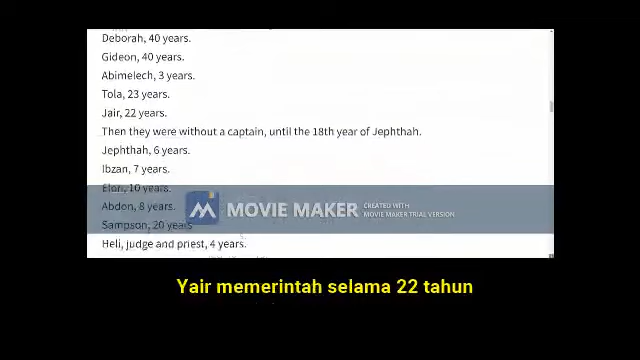 Deborah, 40 years.
Gideon, 40 years.
Abimelech, 3 years.
Tola, 23 years.
Jair, 22 years.
Then they were without a captain, until the 18th year of Jephthah.
Jephthah, 6 years.
Ibzan, 7 years.
Elon, 10 years.
Abdon, 8 years.
MOVIE MAKER
CREATED WITH
MOVIE MAKER TRIAL VERSION
Sampson, 20 years
Heli, judge and priest, 4 years.
Yair memerintah selama 22 tahun